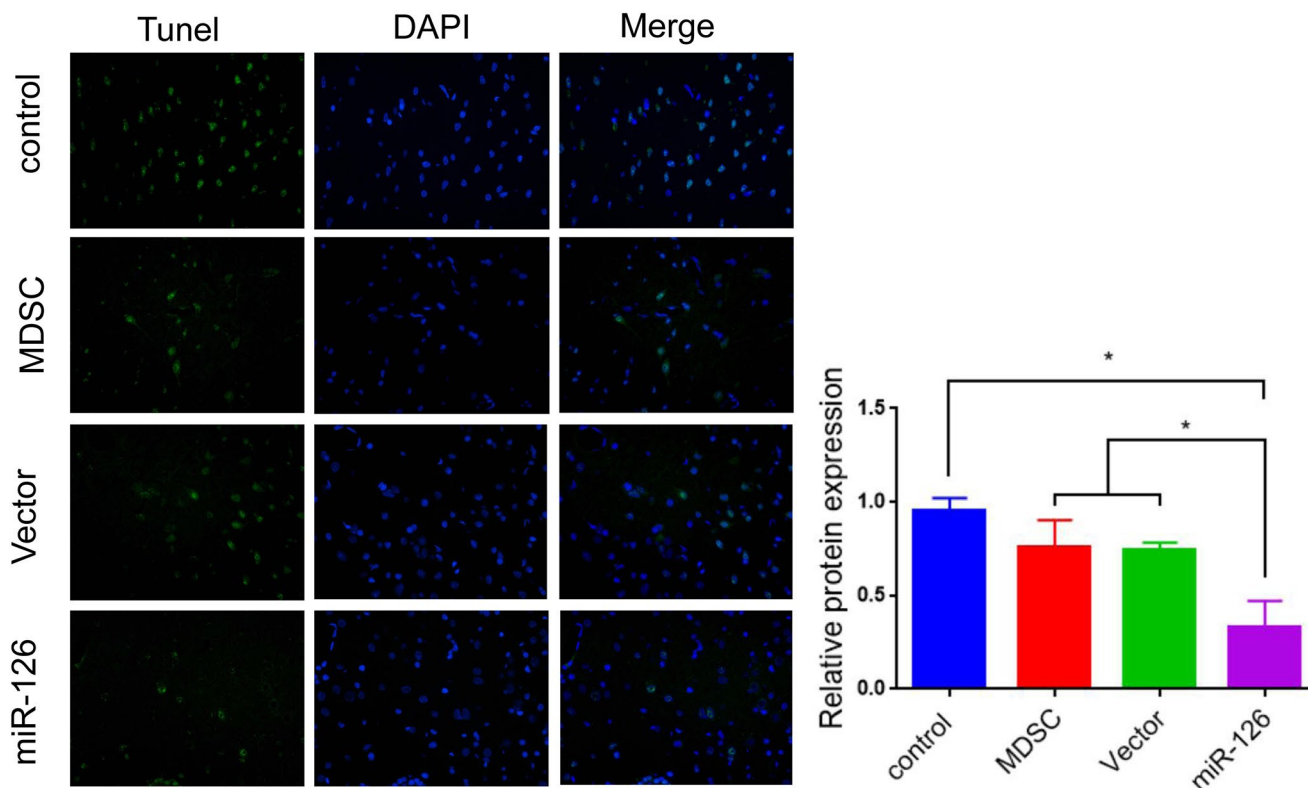 Tunel DAPI Merge
control
MDSC
Vector
miR-126
*
*
Relative protein expression
1.5
1.0
0.5
0.0
control MDSC Vector miR-126